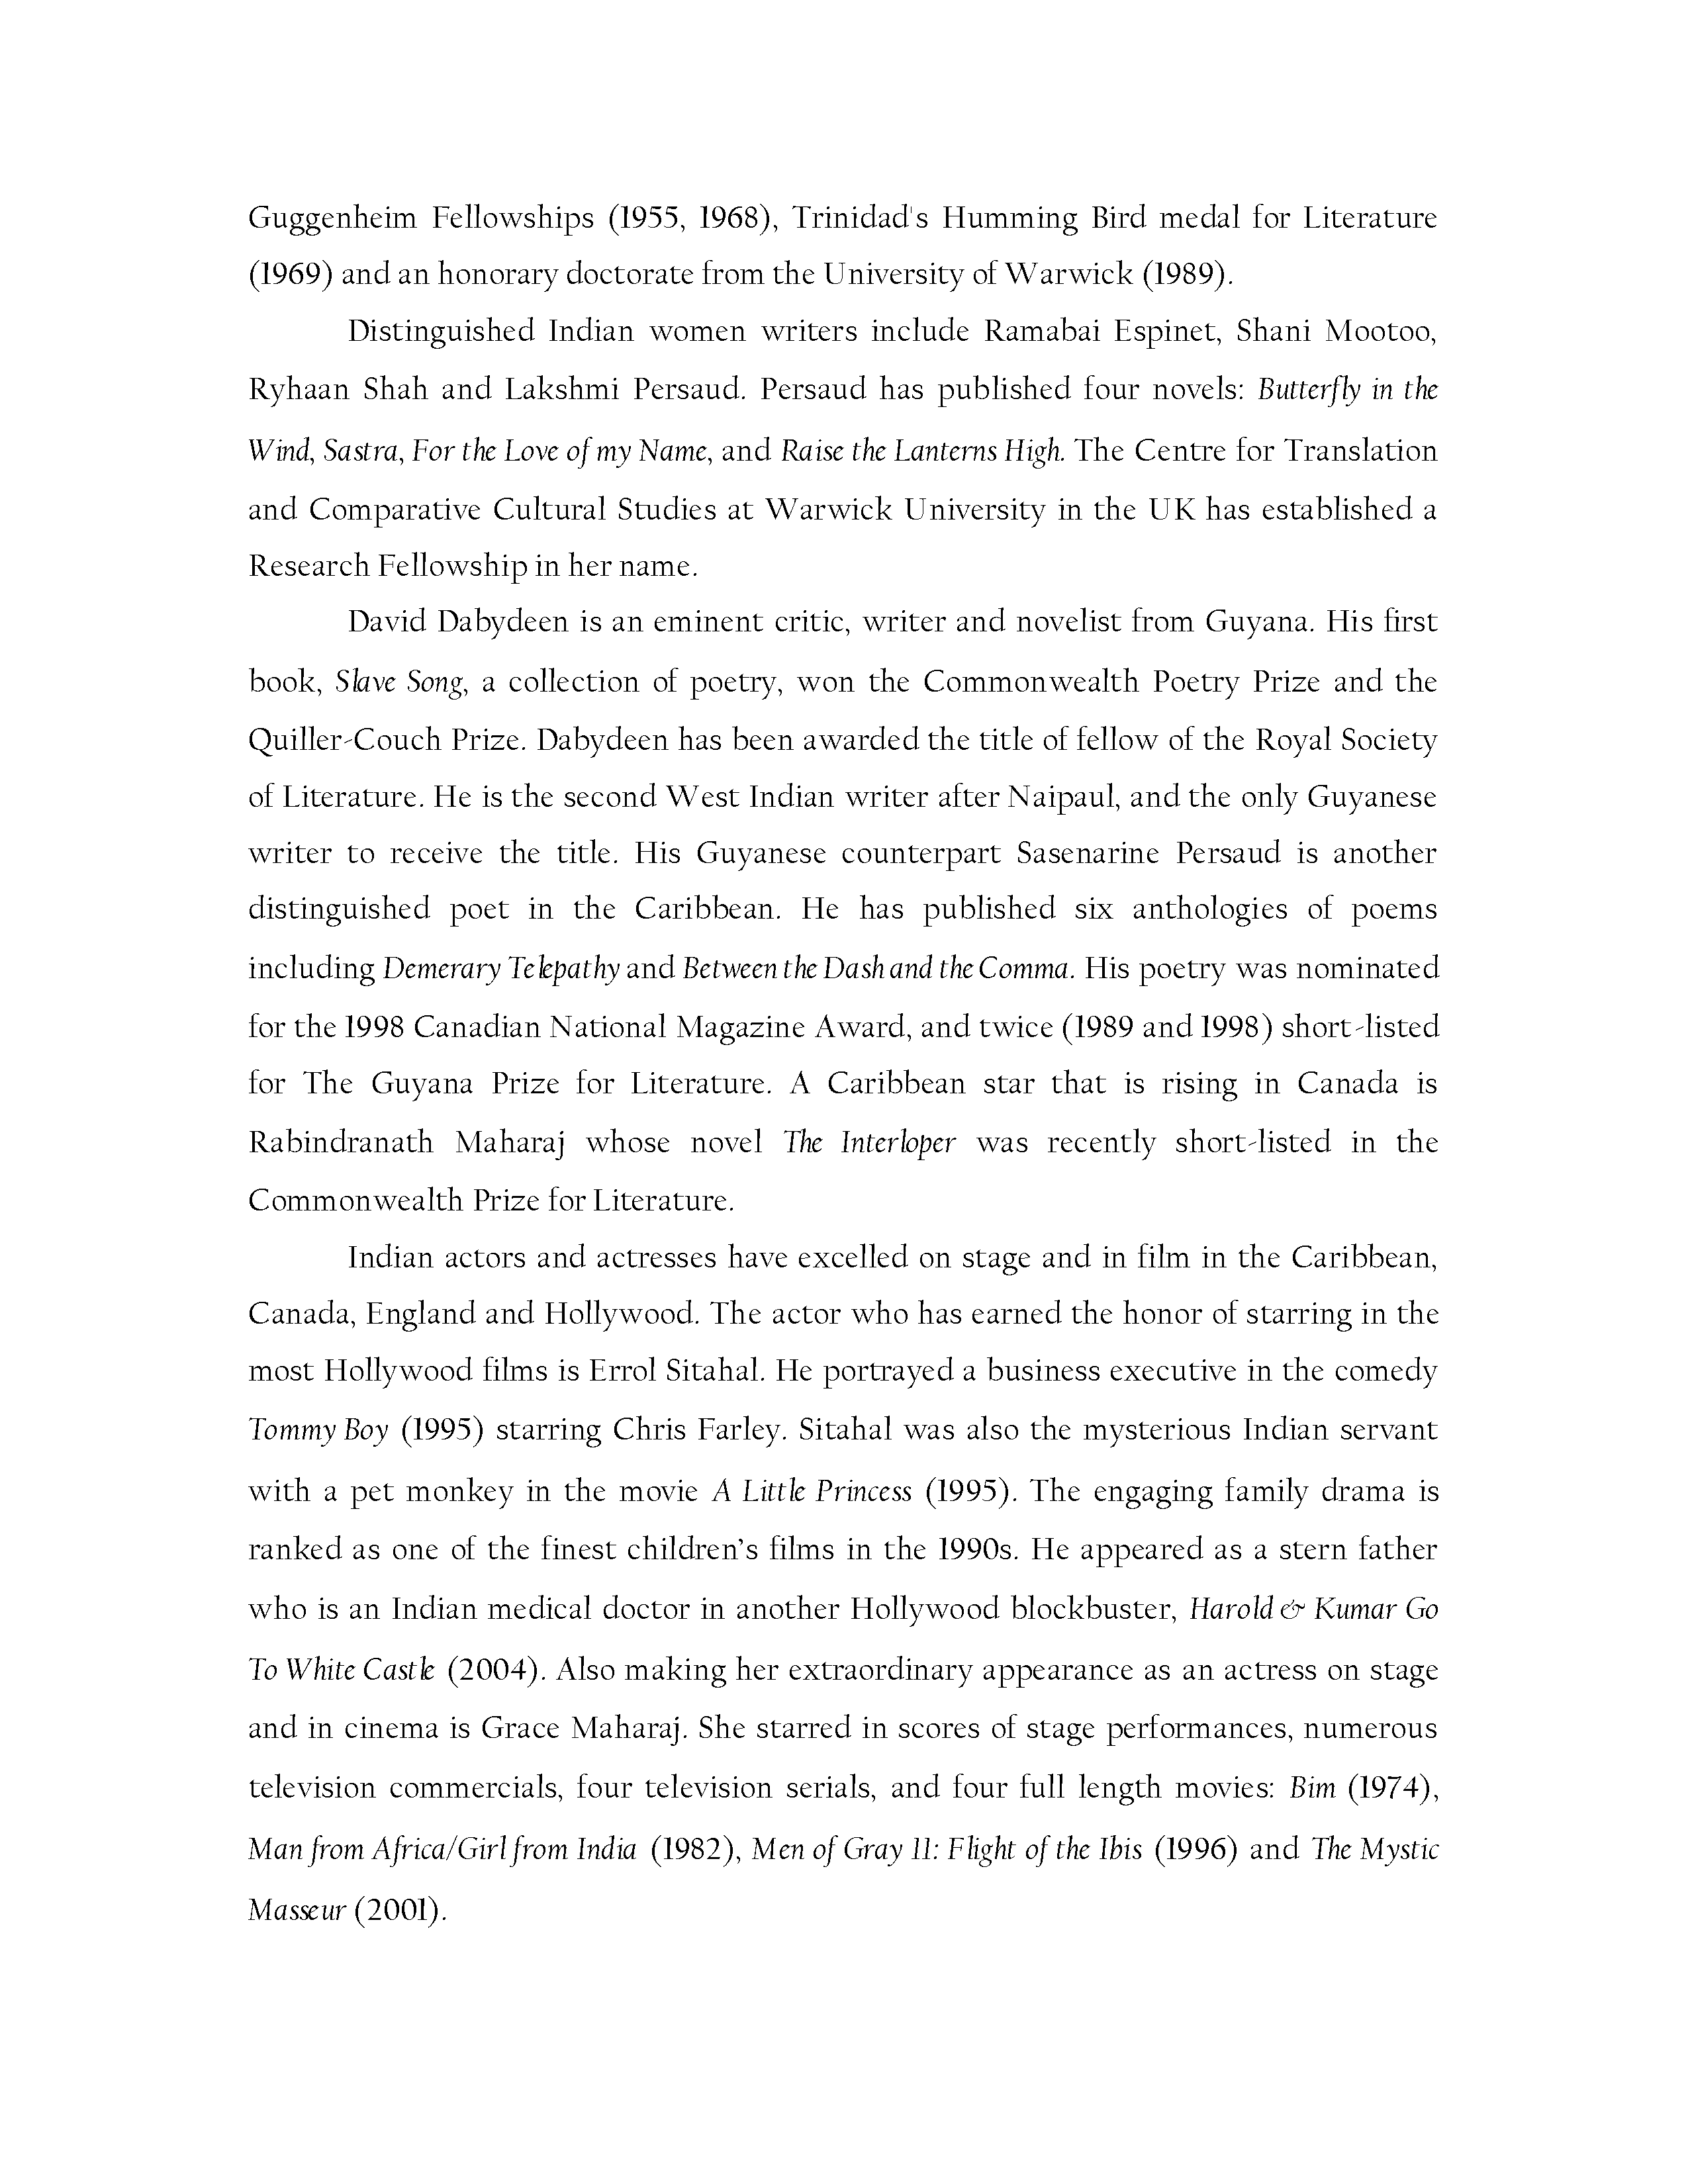 Guggenheim Fellowships (1955, 1968), Trinidad's Humming Bird medal for Literature
(1969) and an honorary doctorate from the University of Warwick (1989).
Distinguished Indian women writers include Ramabai Espinet, Shani Mootoo,
Ryhaan Shah and Lakshmi Persaud. Persaud has published four novels: Butterfly in the
Wind, Sastra, For the Love of my Name, and Raise the Lanterns High. The Centre for Translation
and Comparative Cultural Studies at Warwick University in the UK has established a
Research Fellowship in her name.
David Dabydeen is an eminent critic, writer and novelist from Guyana. His first
book, Slave Song, a collection of poetry, won the Commonwealth Poetry Prize and the
Quiller-Couch Prize. Dabydeen has been awarded the title of fellow of the Royal Society
of Literature. He is the second West Indian writer after Naipaul, and the only Guyanese
writer to receive the title. His Guyanese counterpart Sasenarine Persaud is another
distinguished poet in the Caribbean. He has published six anthologies of poems
including Demerary Telepathy and Between the Dash and the Comma. His poetry was nominated
for the 1998 Canadian National Magazine Award, and twice (1989 and 1998) short-listed
for The Guyana Prize for Literature. A Caribbean star that is rising in Canada is
Rabindranath Maharaj whose novel The Interloper was recently short-listed in the
Commonwealth Prize for Literature.
Indian actors and actresses have excelled on stage and in film in the Caribbean,
Canada, England and Hollywood. The actor who has earned the honor of starring in the
most Hollywood films is Errol Sitahal. He portrayed a business executive in the comedy
Tommy Boy (1995) starring Chris Farley. Sitahal was also the mysterious Indian servant
with a pet monkey in the movie A Little Princess (1995). The engaging family drama is
ranked as one of the finest children’s films in the 1990s. He appeared as a stern father
who is an Indian medical doctor in another Hollywood blockbuster, Harold & Kumar Go
To White Castle (2004). Also making her extraordinary appearance as an actress on stage
and in cinema is Grace Maharaj. She starred in scores of stage performances, numerous
television commercials, four television serials, and four full length movies: Bim (1974),
Man from Africa/Girl from India (1982), Men of Gray 11: Flight of the Ibis (1996) and The Mystic
Masseur (2001).